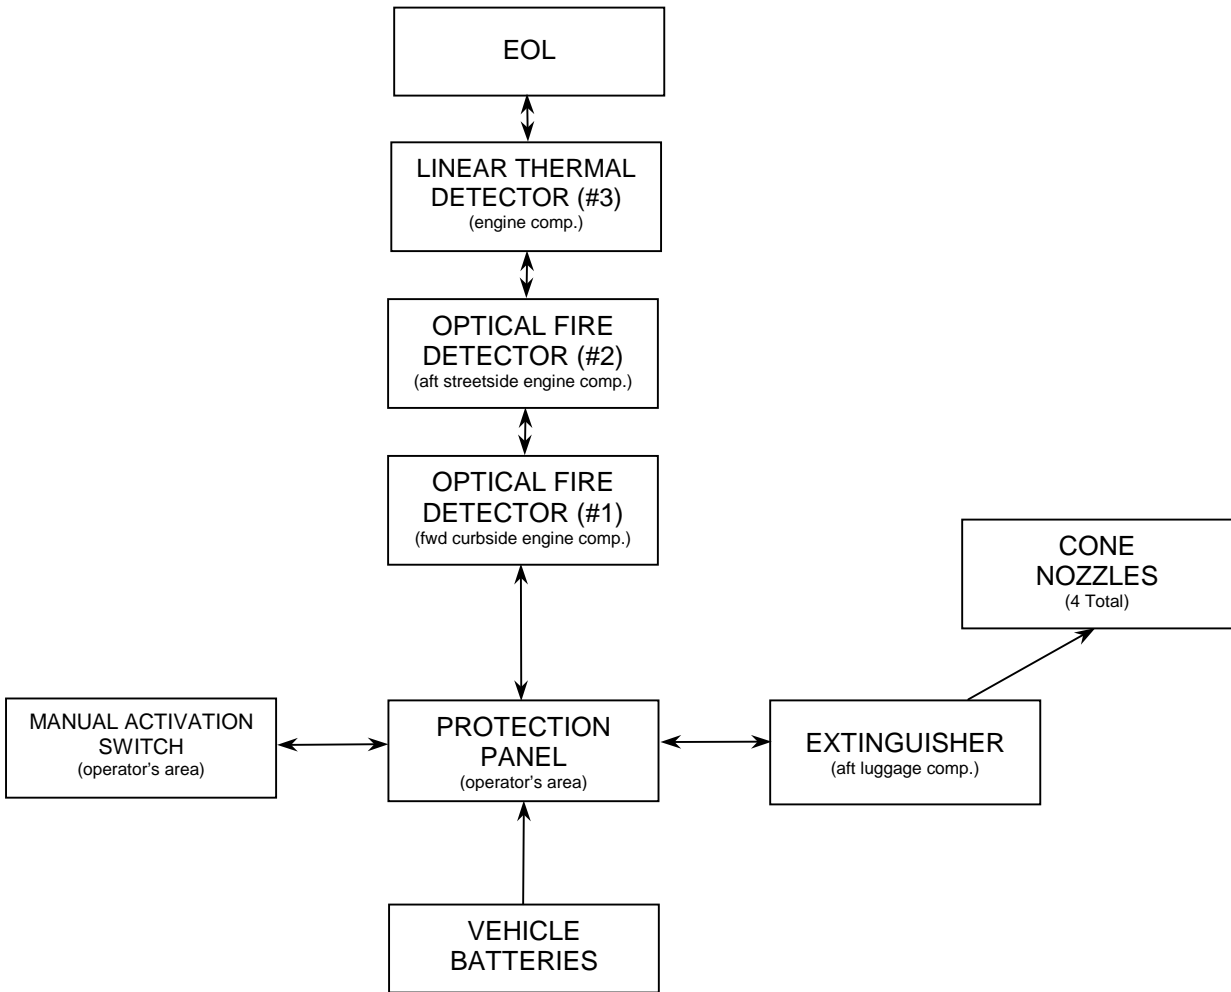 EOL
LINEAR THERMAL
DETECTOR (#3)
(engine comp.)
OPTICAL FIRE
DETECTOR (#2)
(aft streetside engine comp.)
OPTICAL FIRE
DETECTOR (#1)
(fwd curbside engine comp.)
CONE
NOZZLES
(4 Total)
MANUAL ACTIVATION
SWITCH
(operator's area)
PROTECTION
PANEL
(operator's area)
EXTINGUISHER
(aft luggage comp.)
VEHICLE
BATTERIES